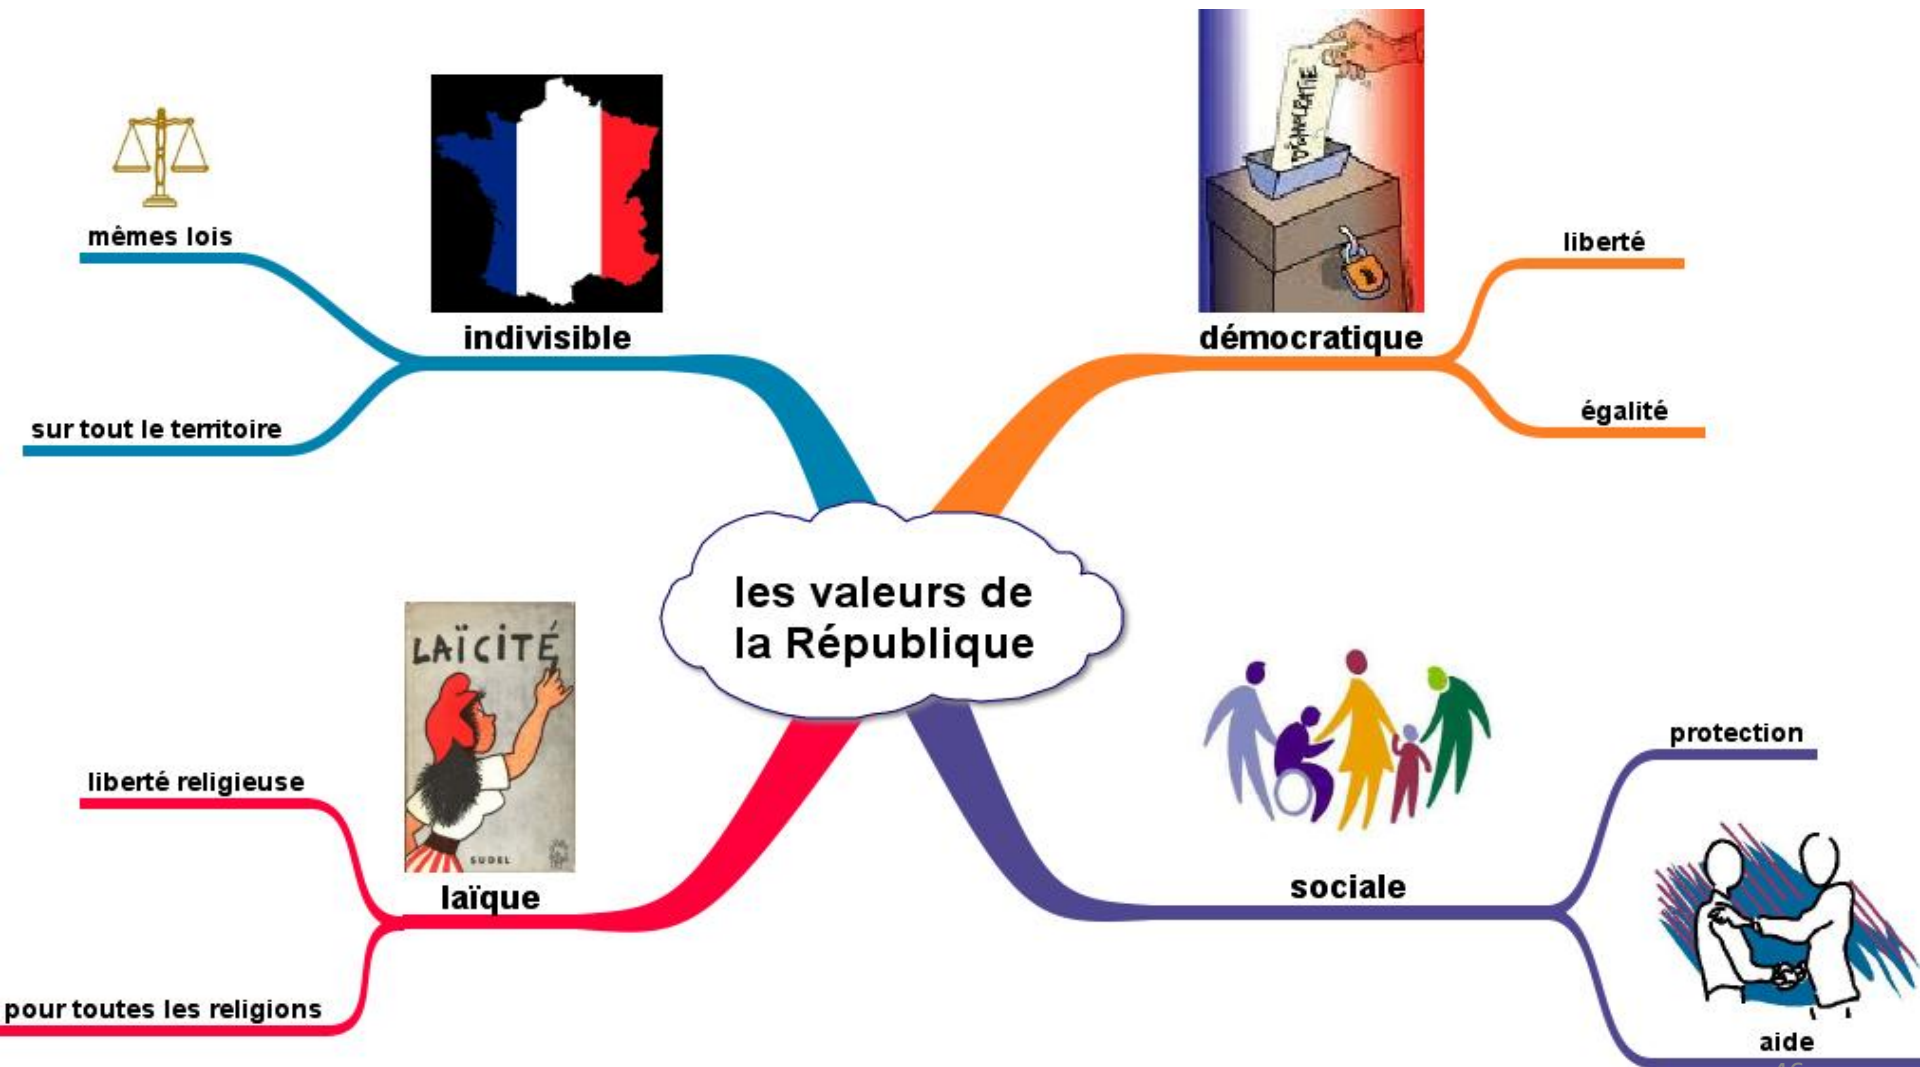 DÉMOCRATIE
mêmes lois
liberté
indivisible
démocratique
égalité
sur tout le territoire
les valeurs de
la République
LAÏCITÉ
SUDEL
protection
liberté religieuse
laïque
sociale
pour toutes les religions
aide